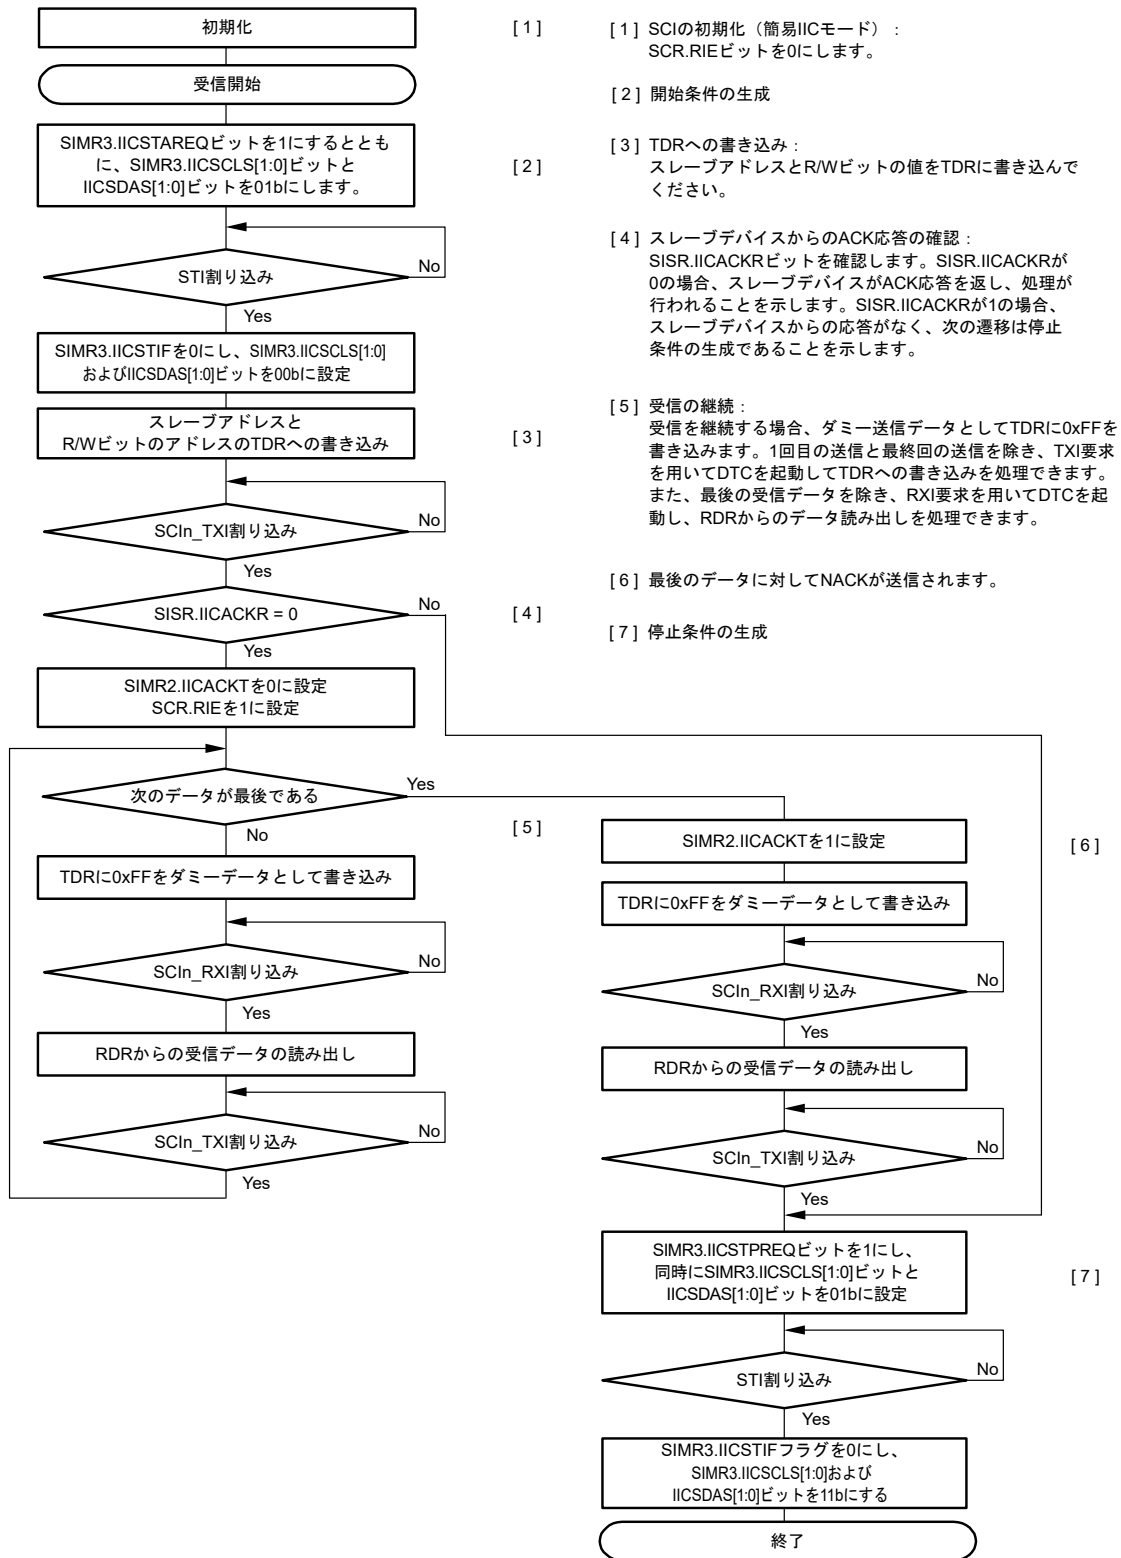 初期化
[ 1 ]
受信開始
SIMR3.IICSTAREQビットを1にするととも
に、SIMR3.IICSCLS[1:0]ビットと
IICSDAS[1:0]ビットを01bにします。
[ 2 ]
STI割り込み
No
Yes
SIMR3.IICSTIFを0にし、SIMR3.IICSCLS[1:0]
およびIICSDAS[1:0]ビットを00bに設定
スレーブアドレスと
R/WビットのアドレスのTDRへの書き込み
[ 3 ]
SCIn_TXI割り込み
No
Yes
SISR.IICACKR = 0
No
[ 4 ]
Yes
SIMR2.IICACKTを0に設定
SCR.RIEを1に設定
次のデータが最後である
Yes
No
[ 5 ]
TDRに0xFFをダミーデータとして書き込み
SCIn_RXI割り込み
No
Yes
RDRからの受信データの読み出し
SCIn_TXI割り込み
No
Yes
[ 1 ] SCIの初期化（簡易IICモード）：
SCR.RIEビットを0にします。
[ 2 ] 開始条件の生成
[ 3 ] TDRへの書き込み：
スレーブアドレスとR/Wビットの値をTDRに書き込んで
ください。
[ 4 ] スレーブデバイスからのACK応答の確認：
SISR.IICACKRビットを確認します。SISR.IICACKRが
0の場合、スレーブデバイスがACK応答を返し、処理が
行われることを示します。SISR.IICACKRが1の場合、
スレーブデバイスからの応答がなく、次の遷移は停止
条件の生成であることを示します。
[ 5 ] 受信の継続：
受信を継続する場合、ダミー送信データとしてTDRに0xFFを
書き込みます。1回目の送信と最終回の送信を除き、TXI要求
を用いてDTCを起動してTDRへの書き込みを処理できます。
また、最後の受信データを除き、RXI要求を用いてDTCを起
動し、RDRからのデータ読み出しを処理できます。
[ 6 ] 最後のデータに対してNACKが送信されます。
[ 7 ] 停止条件の生成
SIMR2.IICACKTを1に設定
[ 6 ]
TDRに0xFFをダミーデータとして書き込み
SCIn_RXI割り込み
No
Yes
RDRからの受信データの読み出し
SCIn_TXI割り込み
No
Yes
SIMR3.IICSTPREQビットを1にし、
同時にSIMR3.IICSCLS[1:0]ビットと
IICSDAS[1:0]ビットを01bに設定
[ 7 ]
STI割り込み
No
Yes
SIMR3.IICSTIFフラグを0にし、
SIMR3.IICSCLS[1:0]および
IICSDAS[1:0]ビットを11bにする
終了